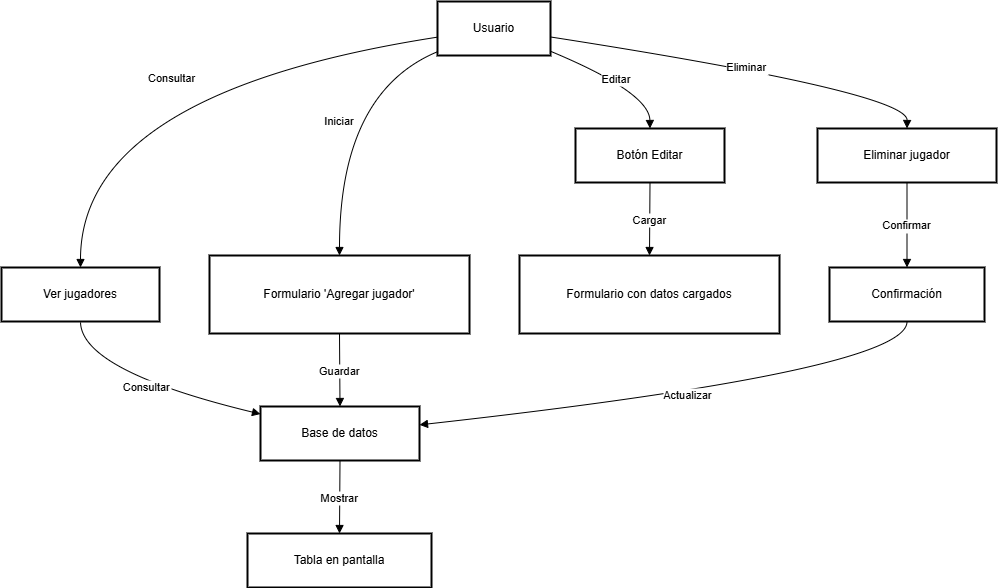 Usuario
Consultar
Iniciar
Editar
Eliminar
Botón Editar
Eliminar jugador
Cargar
Confirmar
Ver jugadores
Formulario 'Agregar jugador'
Formulario con datos cargados
Confirmación
Consultar
Guardar
Actualizar
Base de datos
Mostrar
Tabla en pantalla